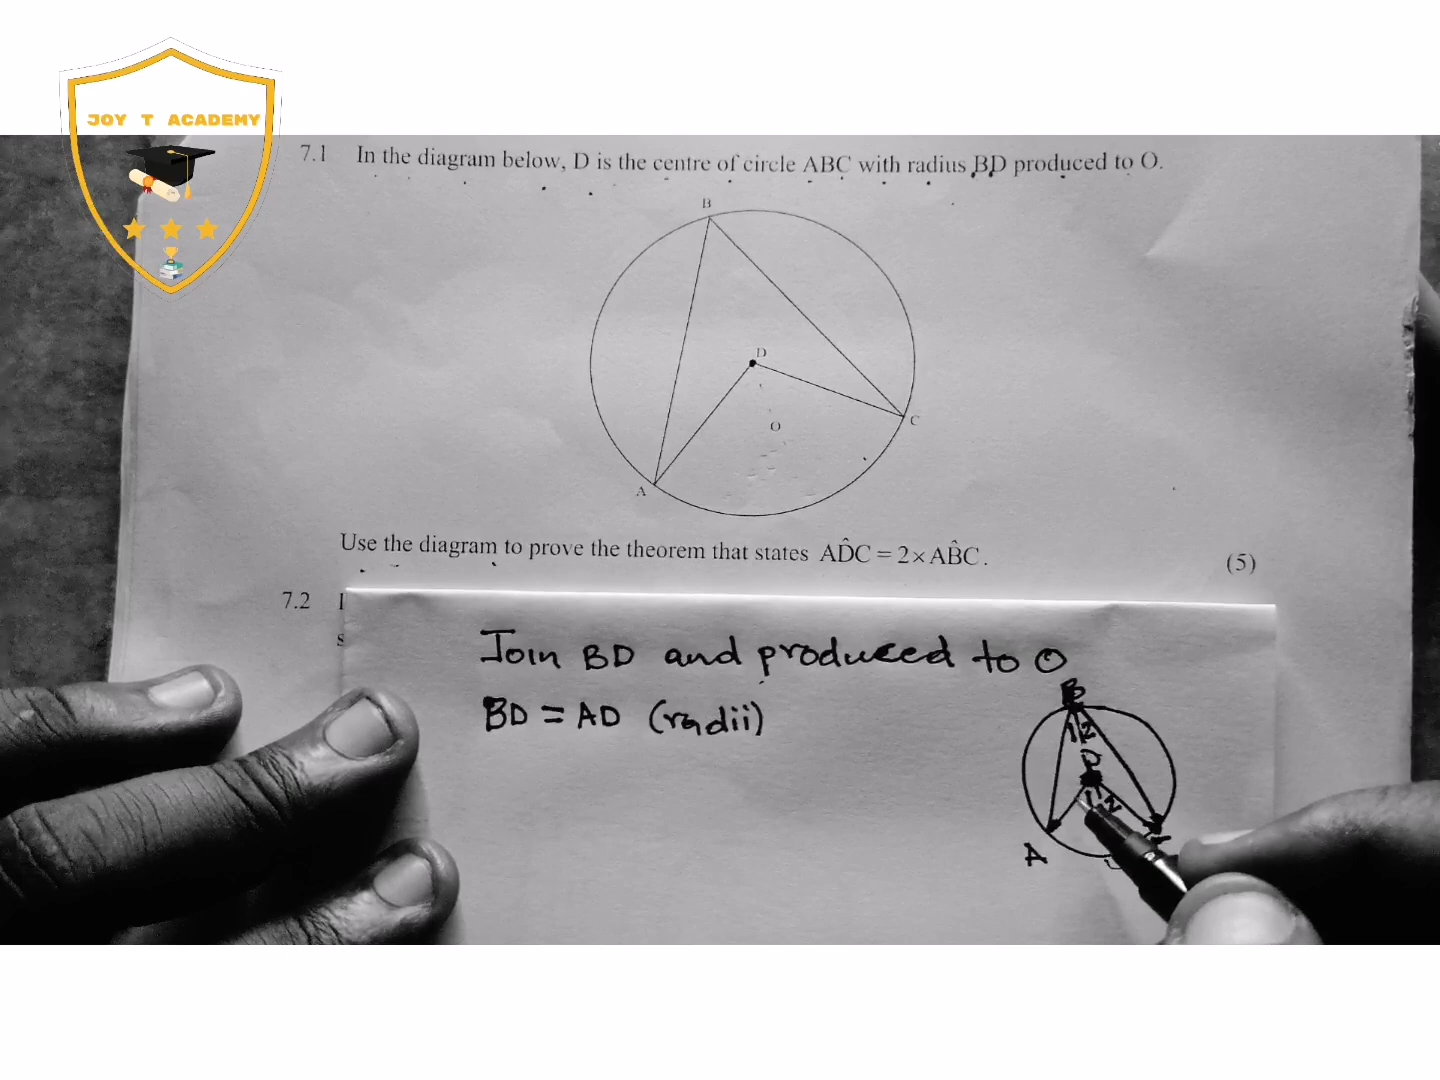 JOY T ACADEMY
7.1 In the diagram below, D is the centre of circle ABC with radius BD produced to O.
B
D
C
O
A
Use the diagram to prove the theorem that states AD̂C = 2 × AB̂C.
(5)
7.2 I
s
Join BD and produced to O
BD = AD (radii)
B
1 2
D
1 2
A